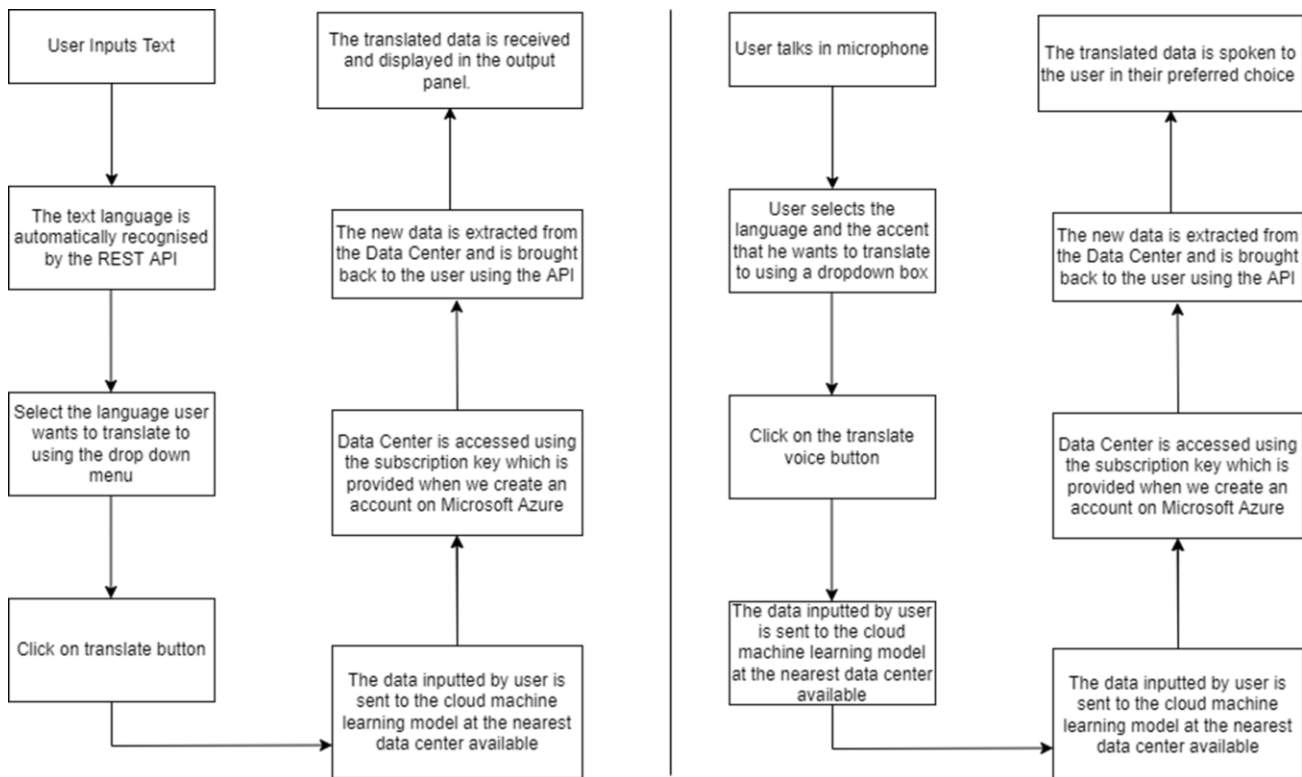 User Inputs Text
The text language is
automatically recognised
by the REST API
Select the language user
wants to translate to
using the drop down
menu
Click on translate button
The data inputted by user is
sent to the cloud machine
learning model at the nearest
data center available
Data Center is accessed using
the subscription key which is
provided when we create an
account on Microsoft Azure
The new data is extracted from
the Data Center and is brought
back to the user using the API
The translated data is received
and displayed in the output
panel.
User talks in microphone
User selects the
language and the accent
that he wants to translate
to using a dropdown box
Click on the translate
voice button
The data inputted by user
is sent to the cloud
machine learning model
at the nearest data center
available
The data inputted by user is
sent to the cloud machine
learning model at the nearest
data center available
Data Center is accessed using
the subscription key which is
provided when we create an
account on Microsoft Azure
The new data is extracted from
the Data Center and is brought
back to the user using the API
The translated data is spoken to
the user in their preferred choice